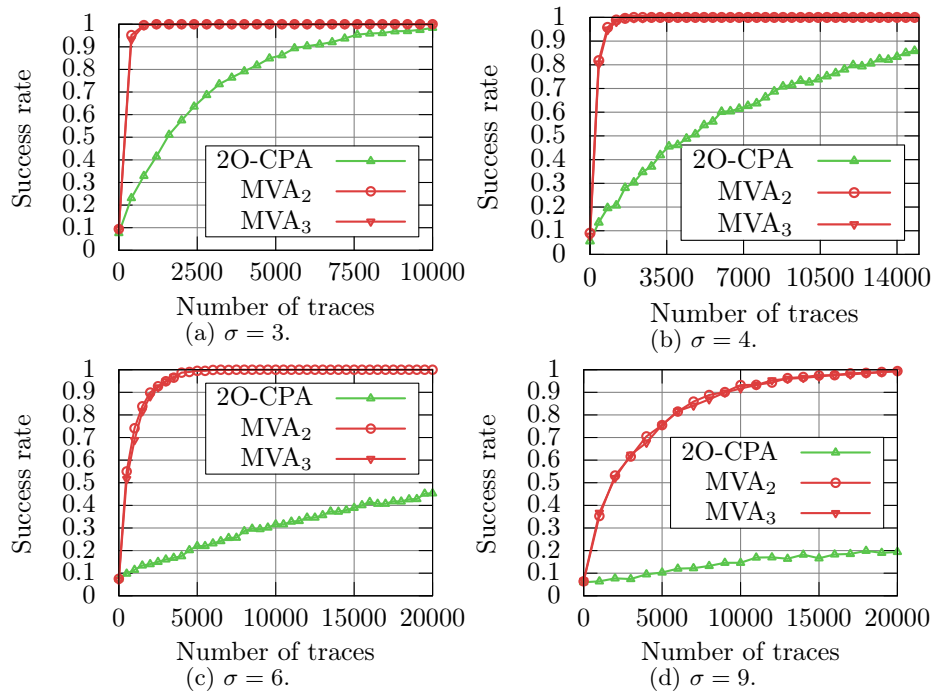 Success rate
1
0.9
0.8
0.7
0.6
0.5
0.4
0.3
0.2
0.1
0
2O-CPA
MVA₂
MVA₃
0 2500 5000 7500 10000
Number of traces
(a) σ = 3.
Success rate
1
0.9
0.8
0.7
0.6
0.5
0.4
0.3
0.2
0.1
0
2O-CPA
MVA₂
MVA₃
0 3500 7000 10500 14000
Number of traces
(b) σ = 4.
Success rate
1
0.9
0.8
0.7
0.6
0.5
0.4
0.3
0.2
0.1
0
2O-CPA
MVA₂
MVA₃
0 5000 10000 15000 20000
Number of traces
(c) σ = 6.
Success rate
1
0.9
0.8
0.7
0.6
0.5
0.4
0.3
0.2
0.1
0
2O-CPA
MVA₂
MVA₃
0 5000 10000 15000 20000
Number of traces
(d) σ = 9.